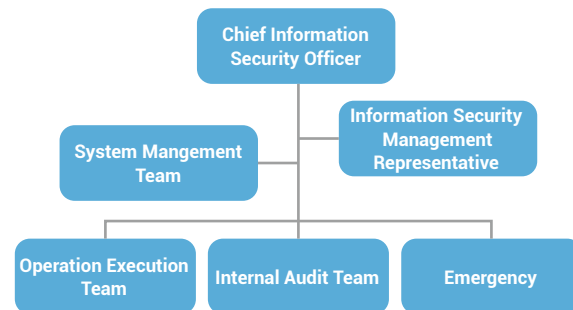 Chief Information
Security Officer
Information Security
Management
Representative
System Mangement
Team
Operation Execution
Team
Internal Audit Team
Emergency